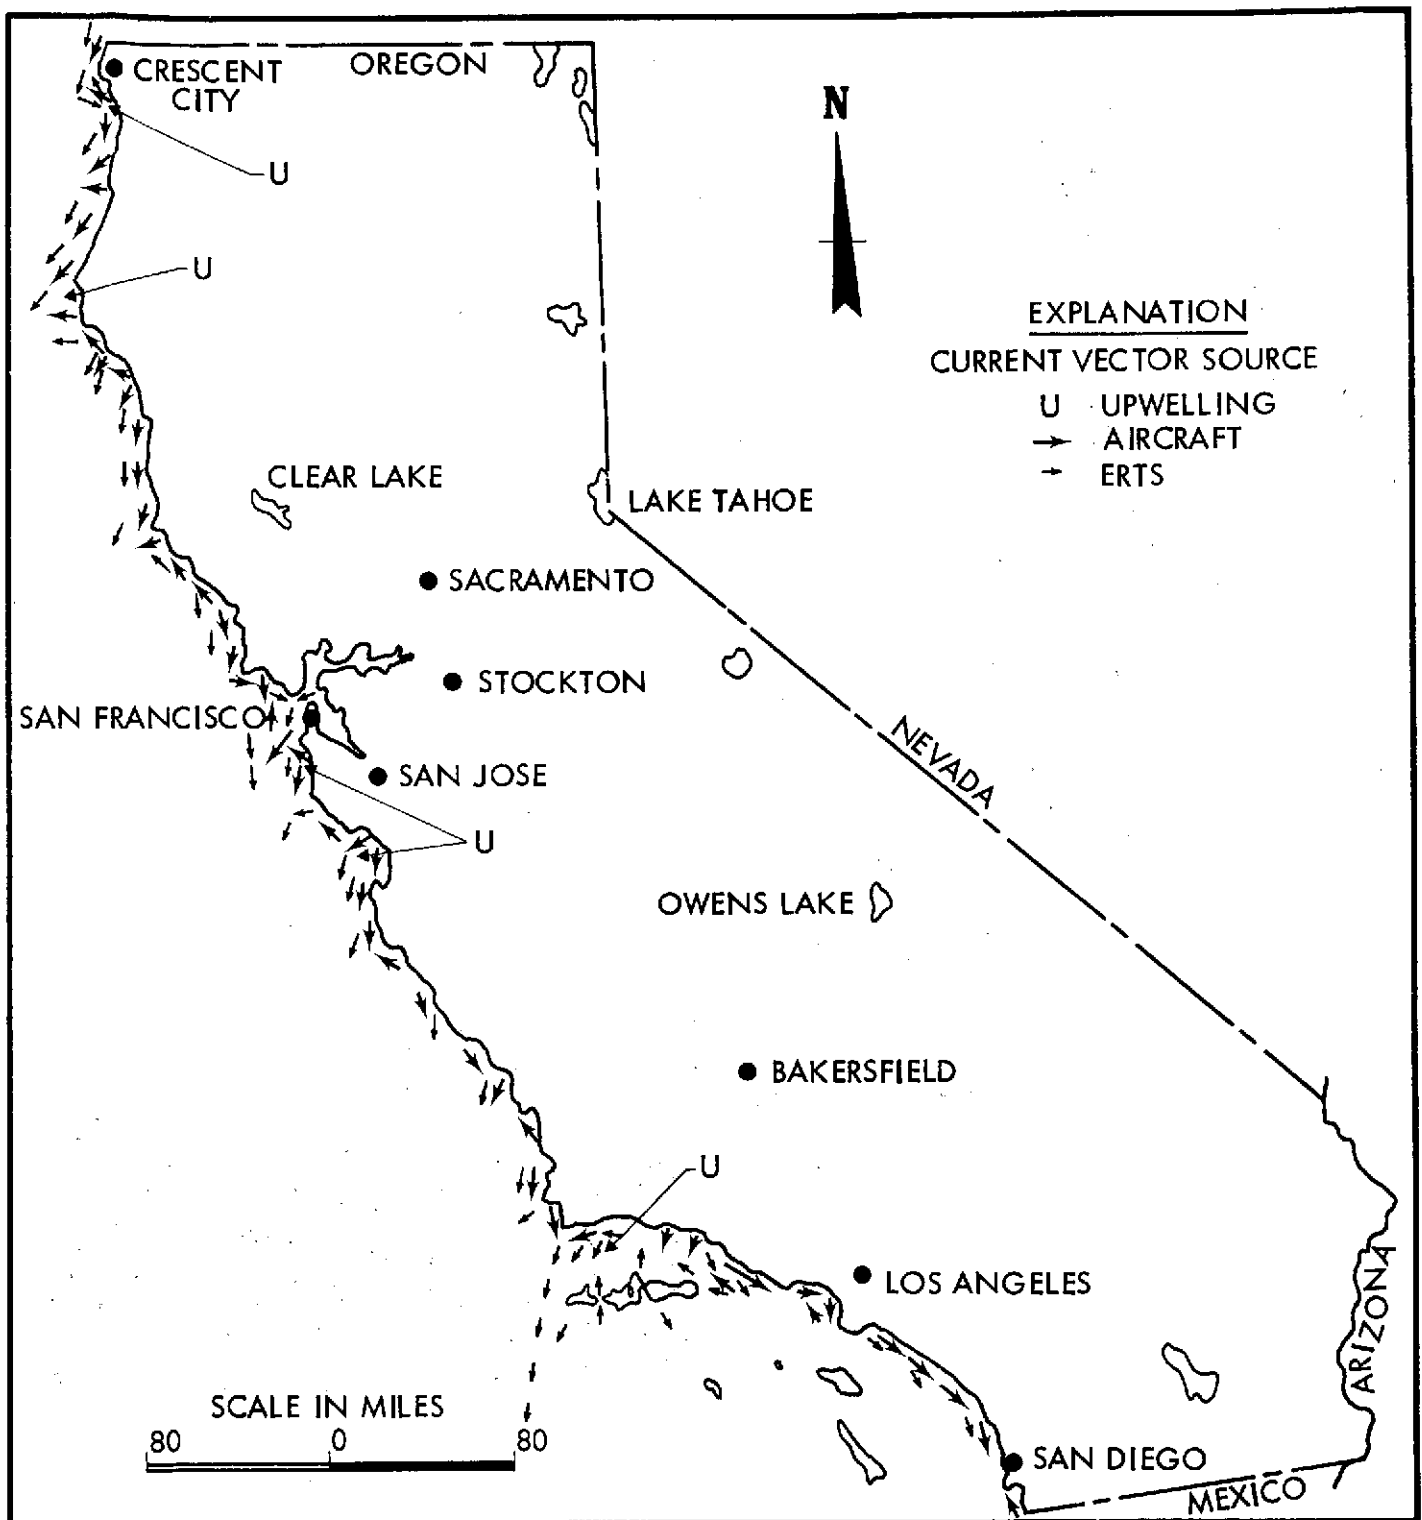 CRESCENT
CITY
OREGON
N
U
U
EXPLANATION
CURRENT VECTOR SOURCE
U UPWELLING
AIRCRAFT
ERTS
CLEAR LAKE
LAKE TAHOE
SACRAMENTO
STOCKTON
SAN FRANCISCO
NEVADA
SAN JOSE
U
OWENS LAKE
BAKERSFIELD
U
LOS ANGELES
ARIZONA
SCALE IN MILES
80 0 80
SAN DIEGO
MEXICO